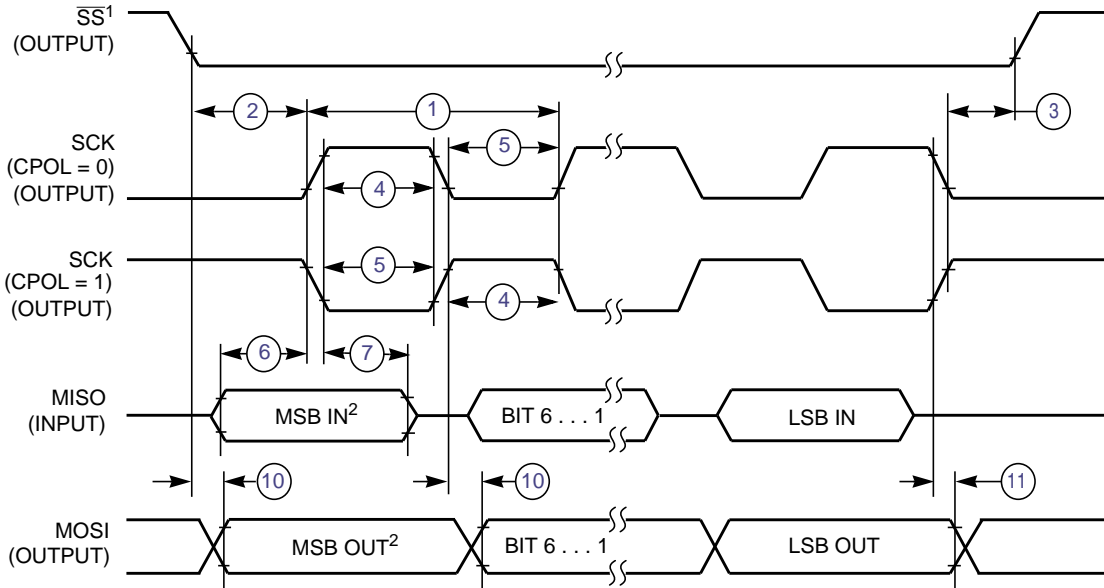 SS¹
(OUTPUT)
2
1
3
SCK
(CPOL = 0)
(OUTPUT)
5
4
SCK
(CPOL = 1)
(OUTPUT)
5
4
6
7
MISO
(INPUT)
MSB IN²
BIT 6 . . . 1
LSB IN
10
10
11
MOSI
(OUTPUT)
MSB OUT²
BIT 6 . . . 1
LSB OUT